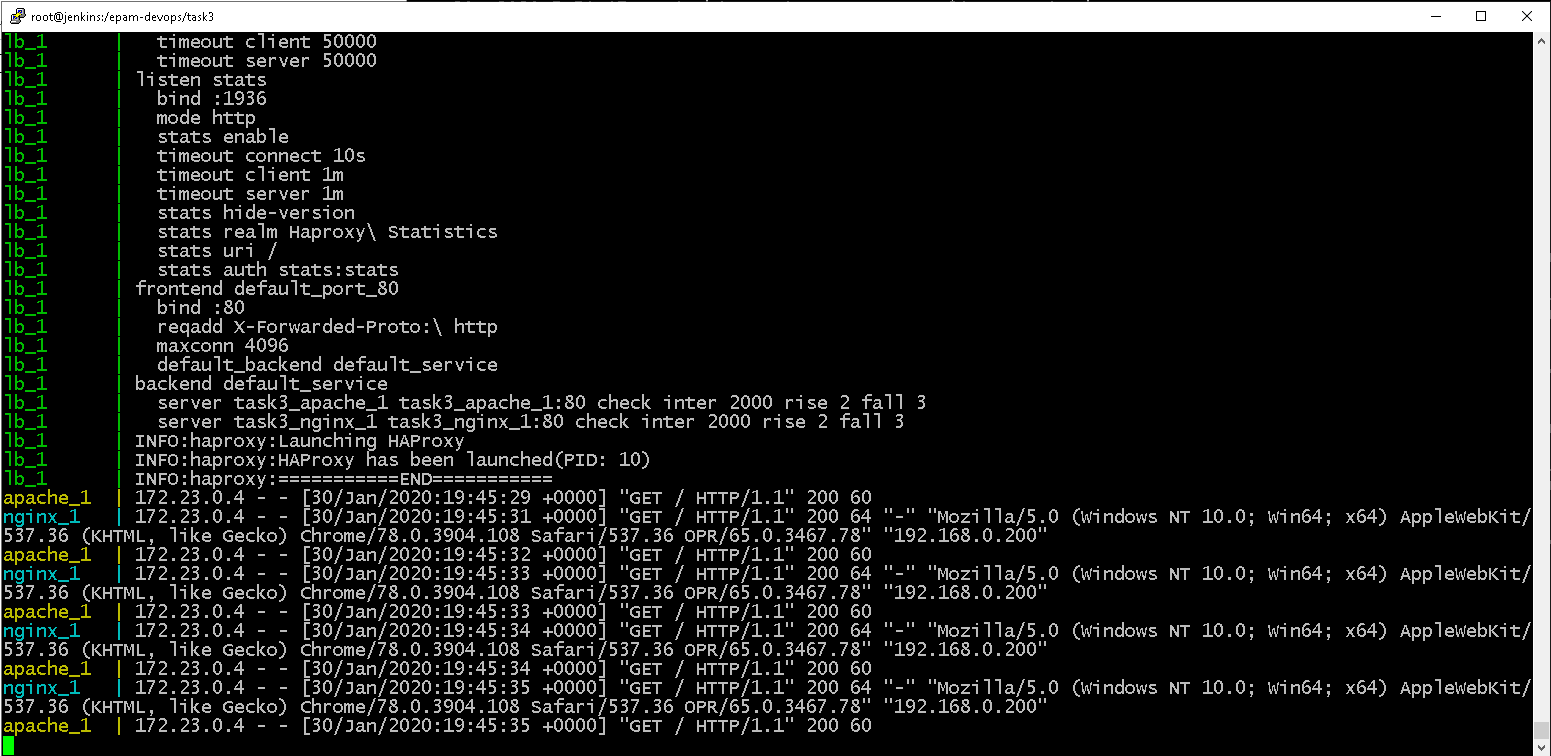 root@jenkins:/epam-devops/task3
lb_1 | timeout client 50000
lb_1 | timeout server 50000
lb_1 | listen stats
lb_1 | bind :1936
lb_1 | mode http
lb_1 | stats enable
lb_1 | timeout connect 10s
lb_1 | timeout client 1m
lb_1 | timeout server 1m
lb_1 | stats hide-version
lb_1 | stats realm Haproxy\ Statistics
lb_1 | stats uri /
lb_1 | stats auth stats:stats
lb_1 | frontend default_port_80
lb_1 | bind :80
lb_1 | reqadd X-Forwarded-Proto:\ http
lb_1 | maxconn 4096
lb_1 | default_backend default_service
lb_1 | backend default_service
lb_1 | server task3_apache_1 task3_apache_1:80 check inter 2000 rise 2 fall 3
lb_1 | server task3_nginx_1 task3_nginx_1:80 check inter 2000 rise 2 fall 3
lb_1 | INFO:haproxy:Launching HAProxy
lb_1 | INFO:haproxy:HAProxy has been launched(PID: 10)
lb_1 | INFO:haproxy:===========END===========
apache_1 | 172.23.0.4 - - [30/Jan/2020:19:45:29 +0000] "GET / HTTP/1.1" 200 60
nginx_1 | 172.23.0.4 - - [30/Jan/2020:19:45:31 +0000] "GET / HTTP/1.1" 200 64 "-" "Mozilla/5.0 (Windows NT 10.0; Win64; x64) AppleWebKit/
537.36 (KHTML, like Gecko) Chrome/78.0.3904.108 Safari/537.36 OPR/65.0.3467.78" "192.168.0.200"
apache_1 | 172.23.0.4 - - [30/Jan/2020:19:45:32 +0000] "GET / HTTP/1.1" 200 60
nginx_1 | 172.23.0.4 - - [30/Jan/2020:19:45:33 +0000] "GET / HTTP/1.1" 200 64 "-" "Mozilla/5.0 (Windows NT 10.0; Win64; x64) AppleWebKit/
537.36 (KHTML, like Gecko) Chrome/78.0.3904.108 Safari/537.36 OPR/65.0.3467.78" "192.168.0.200"
apache_1 | 172.23.0.4 - - [30/Jan/2020:19:45:33 +0000] "GET / HTTP/1.1" 200 60
nginx_1 | 172.23.0.4 - - [30/Jan/2020:19:45:34 +0000] "GET / HTTP/1.1" 200 64 "-" "Mozilla/5.0 (Windows NT 10.0; Win64; x64) AppleWebKit/
537.36 (KHTML, like Gecko) Chrome/78.0.3904.108 Safari/537.36 OPR/65.0.3467.78" "192.168.0.200"
apache_1 | 172.23.0.4 - - [30/Jan/2020:19:45:34 +0000] "GET / HTTP/1.1" 200 60
nginx_1 | 172.23.0.4 - - [30/Jan/2020:19:45:35 +0000] "GET / HTTP/1.1" 200 64 "-" "Mozilla/5.0 (Windows NT 10.0; Win64; x64) AppleWebKit/
537.36 (KHTML, like Gecko) Chrome/78.0.3904.108 Safari/537.36 OPR/65.0.3467.78" "192.168.0.200"
apache_1 | 172.23.0.4 - - [30/Jan/2020:19:45:35 +0000] "GET / HTTP/1.1" 200 60